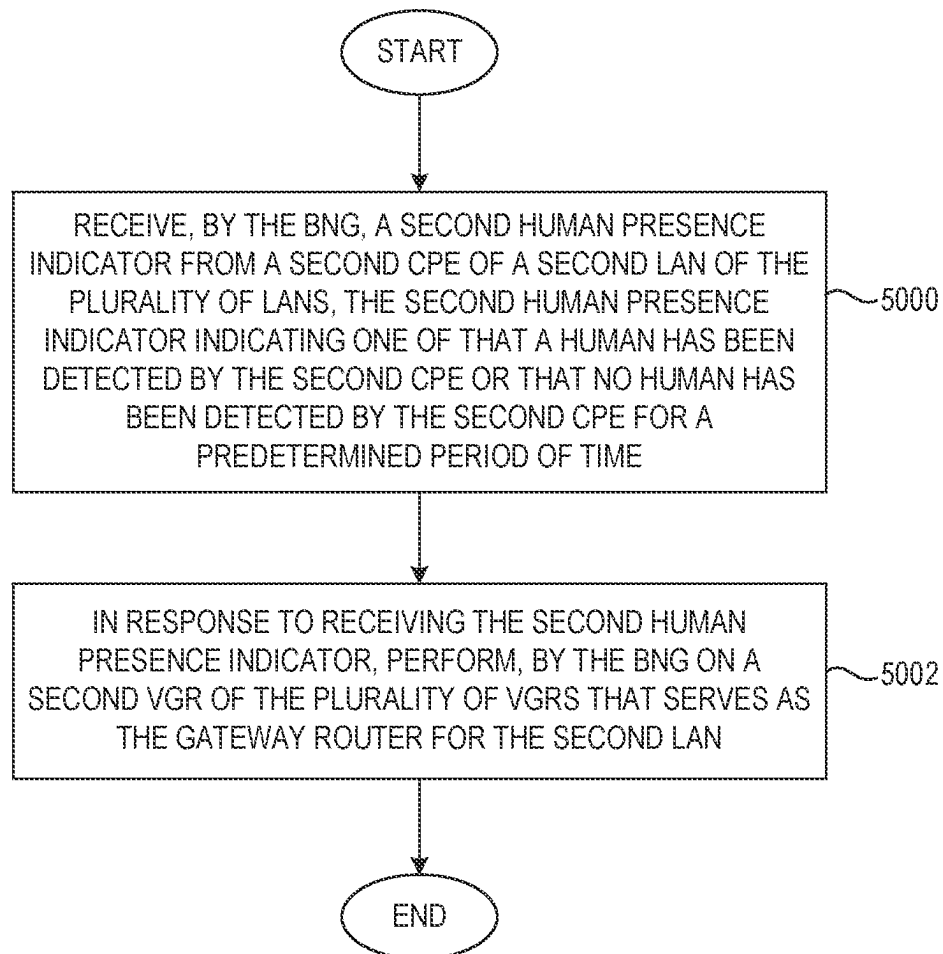 START
RECEIVE, BY THE BNG, A SECOND HUMAN PRESENCE
INDICATOR FROM A SECOND CPE OF A SECOND LAN OF THE
PLURALITY OF LANS, THE SECOND HUMAN PRESENCE
INDICATOR INDICATING ONE OF THAT A HUMAN HAS BEEN
DETECTED BY THE SECOND CPE OR THAT NO HUMAN HAS
BEEN DETECTED BY THE SECOND CPE FOR A
PREDETERMINED PERIOD OF TIME
5000
IN RESPONSE TO RECEIVING THE SECOND HUMAN
PRESENCE INDICATOR, PERFORM, BY THE BNG ON A
SECOND VGR OF THE PLURALITY OF VGRS THAT SERVES AS
THE GATEWAY ROUTER FOR THE SECOND LAN
5002
END